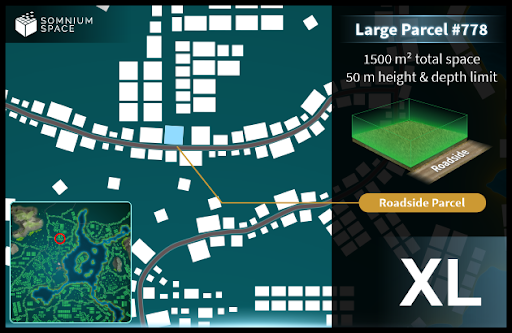 SOMNIUM
SPACE
Large Parcel #778
1500 m² total space
50 m height & depth limit
Roadside
Roadside Parcel
XL